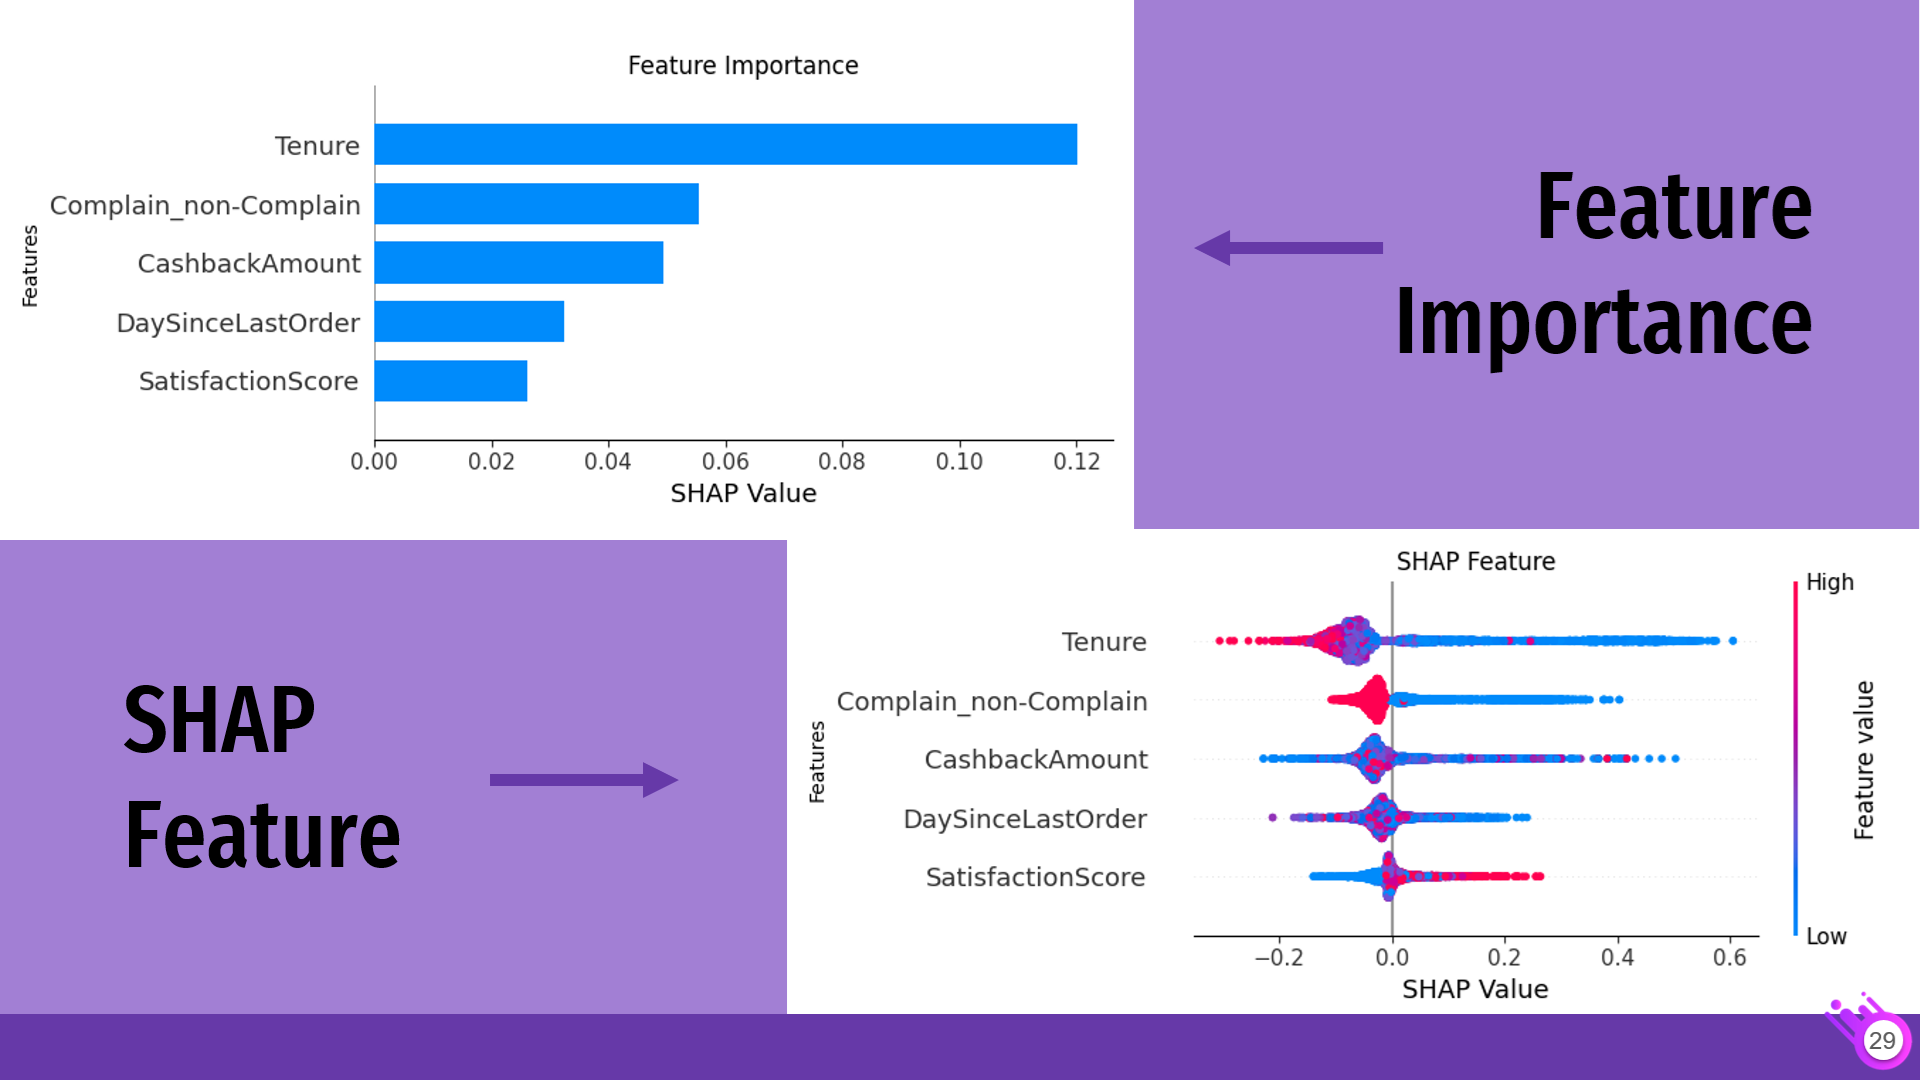 Feature Importance
Features
Tenure
Complain_non-Complain
CashbackAmount
DaySinceLastOrder
SatisfactionScore
0.00 0.02 0.04 0.06 0.08 0.10 0.12
SHAP Value
Feature
Importance
SHAP
Feature
SHAP Feature
Features
Tenure
Complain_non-Complain
CashbackAmount
DaySinceLastOrder
SatisfactionScore
−0.2 0.0 0.2 0.4 0.6
SHAP Value
High
Feature value
Low
29